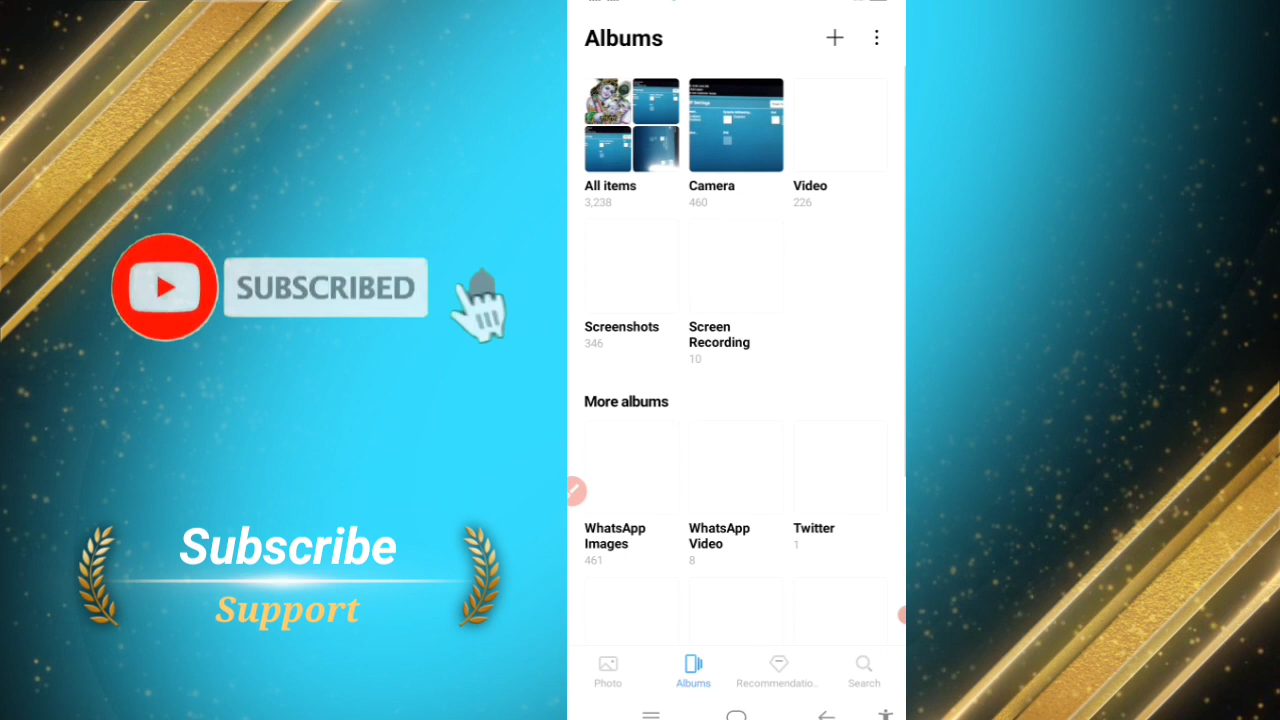 SUBSCRIBED
Subscribe
Support
Albums
All items
3,238
Camera
460
Video
226
Screenshots
346
Screen
Recording
10
More albums
WhatsApp
Images
461
WhatsApp
Video
8
Twitter
1
Photo
Albums
Recommendatio..
Search